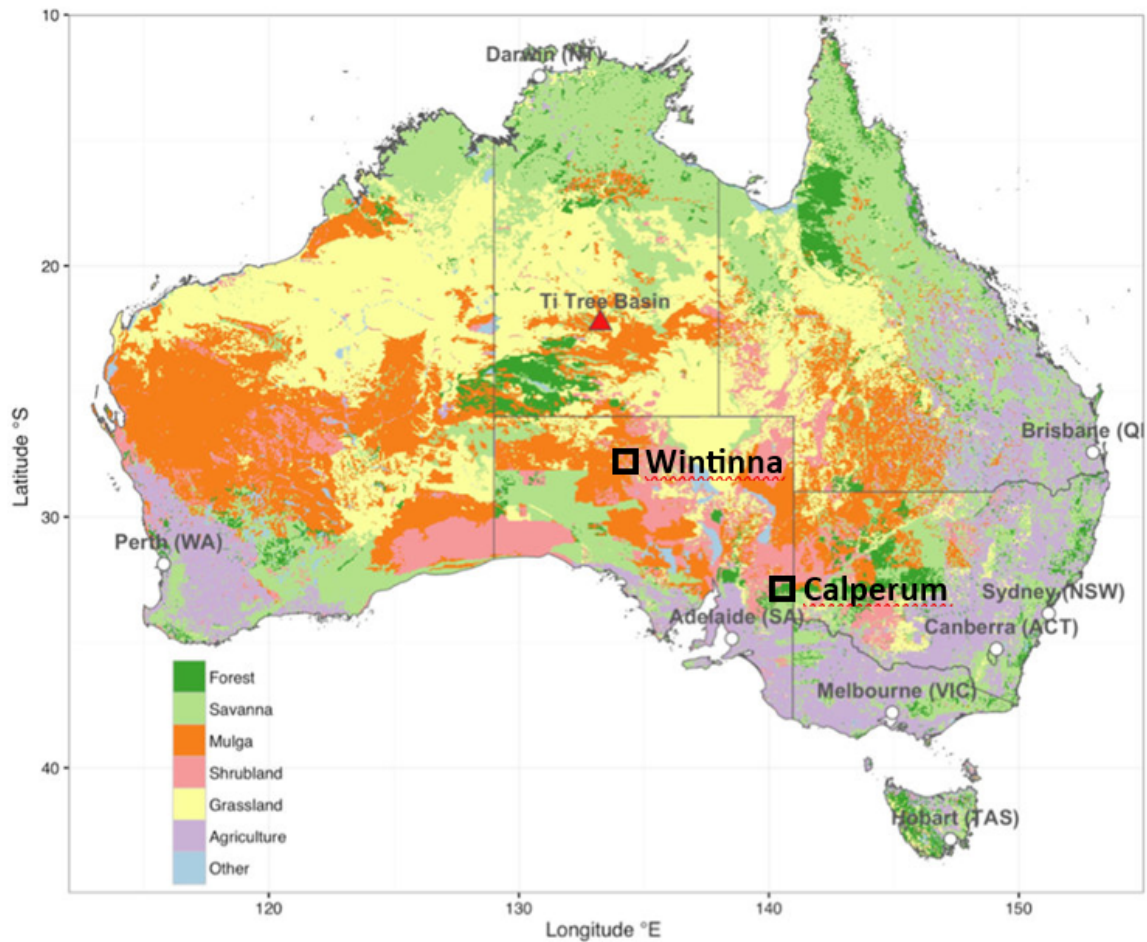 10
Darwin (NT)
20
Ti Tree Basin
Latitude °S
Brisbane (Ql
Wintinna
30
Perth (WA)
Calperum
Sydney (NSW)
Adelaide (SA)
Canberra (ACT)
Forest
Savanna
Melbourne (VIC)
Mulga
40
Shrubland
Grassland
Hobart (TAS)
Agriculture
Other
120 130 140 150
Longitude °E